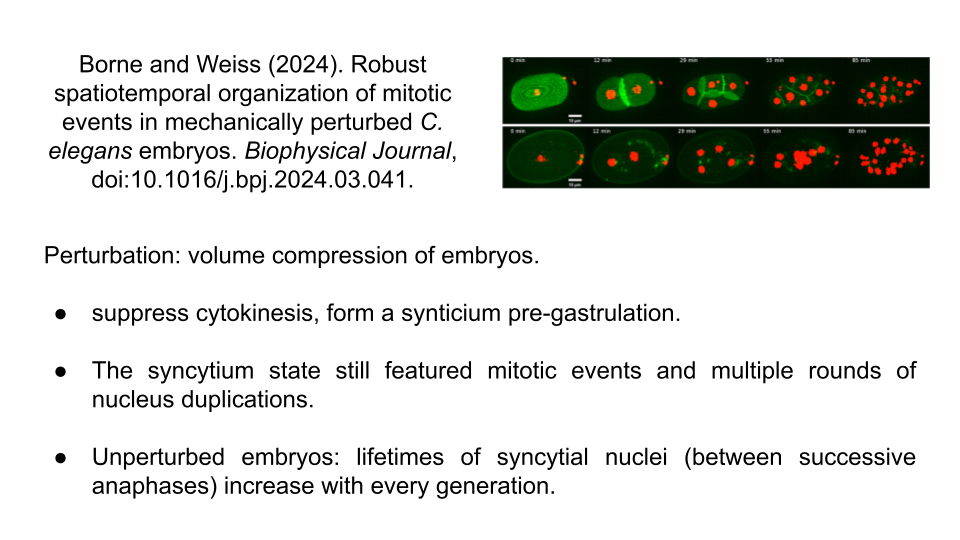 Borne and Weiss (2024). Robust
spatiotemporal organization of mitotic
events in mechanically perturbed C.
elegans embryos. Biophysical Journal,
doi:10.1016/j.bpj.2024.03.041.
0 min 12 min 29 min 55 min 85 min
10 μm
0 min 12 min 29 min 55 min 85 min
10 μm
Perturbation: volume compression of embryos.
● suppress cytokinesis, form a synticium pre-gastrulation.
● The syncytium state still featured mitotic events and multiple rounds of
nucleus duplications.
● Unperturbed embryos: lifetimes of syncytial nuclei (between successive
anaphases) increase with every generation.